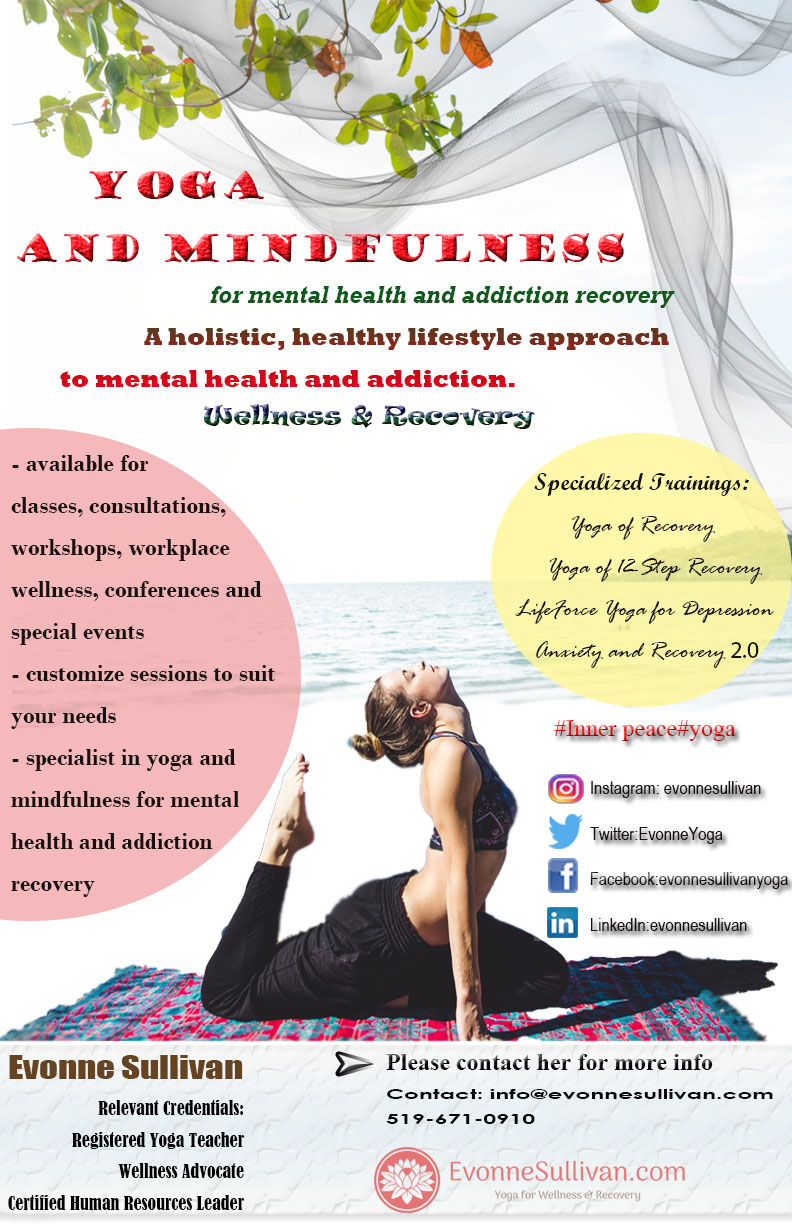 YOGA
AND MINDFULNESS
for mental health and addiction recovery
A holistic, healthy lifestyle approach
to mental health and addiction.
Wellness & Recovery
- available for
classes, consultations,
workshops, workplace
wellness, conferences and
special events
- customize sessions to suit
your needs
- specialist in yoga and
mindfulness for mental
health and addiction
recovery
Specialized Trainings:
Yoga of Recovery
Yoga of 12 Step Recovery
LifeForce Yoga for Depression
Anxiety and Recovery 2.0
#Inner peace#yoga
Instagram: evonnesullivan
Twitter:EvonneYoga
Facebook:evonnesullivanyoga
LinkedIn:evonnesullivan
Evonne Sullivan
Relevant Credentials:
Registered Yoga Teacher
Wellness Advocate
Certified Human Resources Leader
Please contact her for more info
Contact: info@evonnesullivan.com
519-671-0910
EvonneSullivan.com
Yoga for Wellness & Recovery